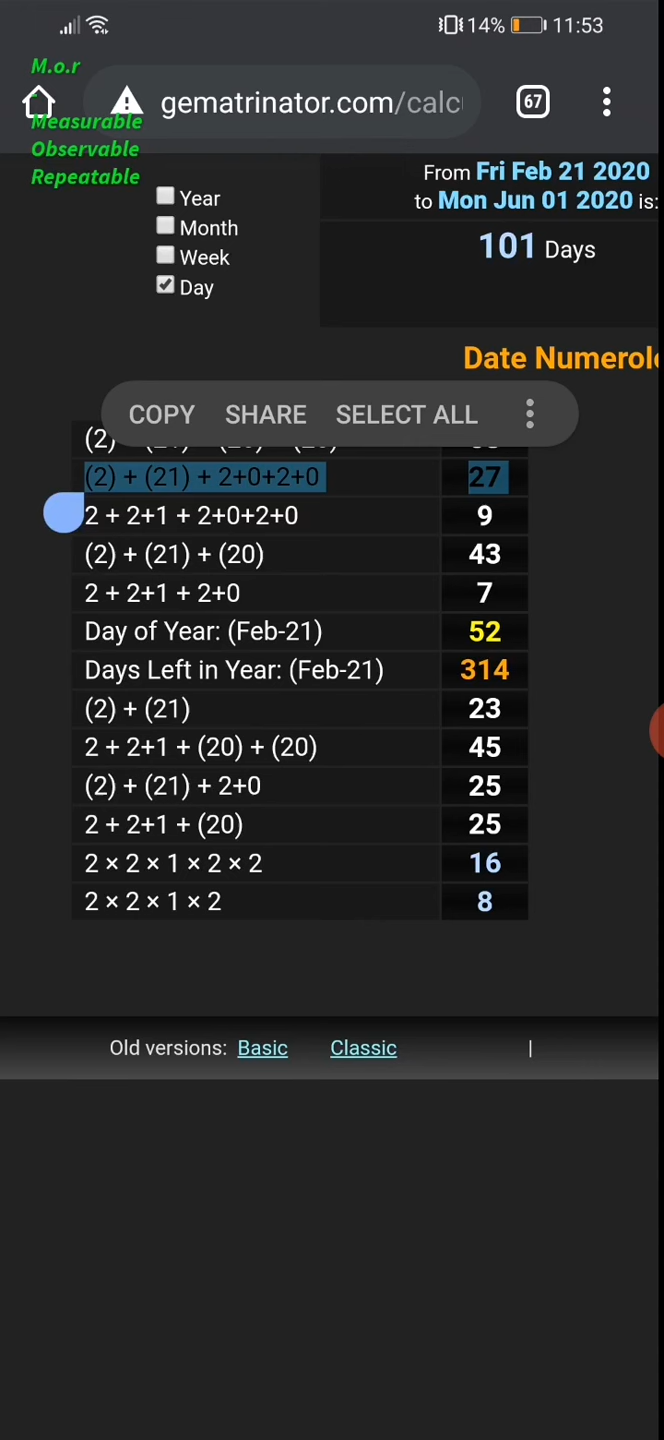 14% 11:53
M.o.r
-
gematrinator.com/calc 67
Measurable
Observable
Repeatable
From Fri Feb 21 2020
to Mon Jun 01 2020 is:
Year
Month
101 Days
Week
Day
Date Numerol
COPY SHARE SELECT ALL
(2)
(2) + (21) + 2+0+2+0 27
2 + 2+1 + 2+0+2+0 9
(2) + (21) + (20) 43
2 + 2+1 + 2+0 7
Day of Year: (Feb-21) 52
Days Left in Year: (Feb-21) 314
(2) + (21) 23
2 + 2+1 + (20) + (20) 45
(2) + (21) + 2+0 25
2 + 2+1 + (20) 25
2 × 2 × 1 × 2 × 2 16
2 × 2 × 1 × 2 8
Old versions: Basic Classic |